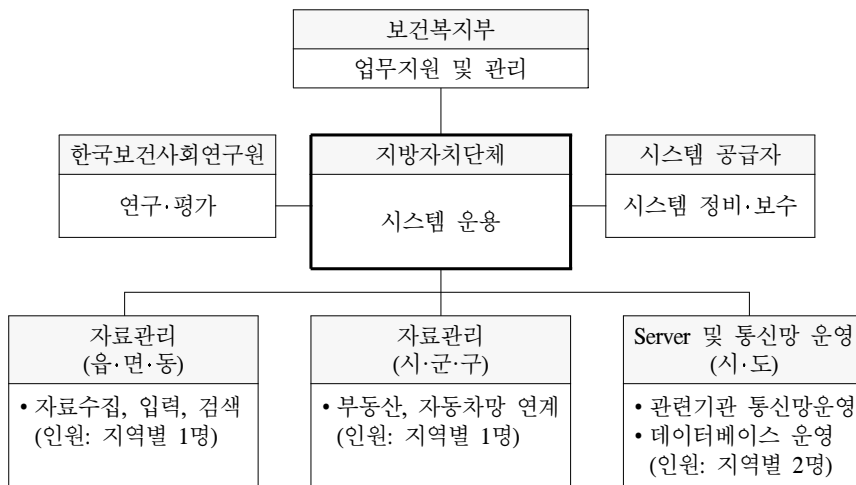 보건복지부
업무지원 및 관리
한국보건사회연구원
연구·평가
지방자치단체
시스템 운용
시스템 공급자
시스템 정비·보수
자료관리
(읍·면·동)
• 자료수집, 입력, 검색
(인원: 지역별 1명)
자료관리
(시·군·구)
• 부동산, 자동차망 연계
(인원: 지역별 1명)
Server 및 통신망 운영
(시·도)
• 관련기관 통신망운영
• 데이터베이스 운영
(인원: 지역별 2명)